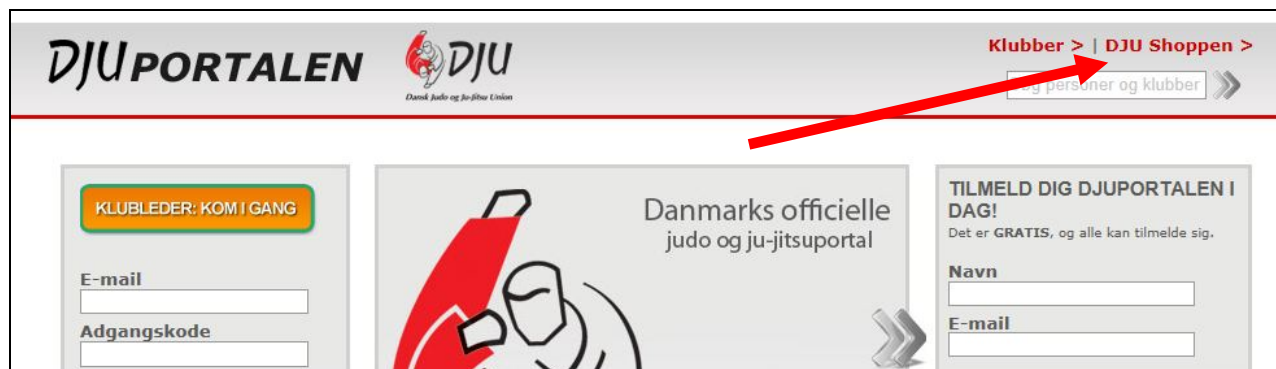 DJUPORTALEN
DJU
Dansk Judo og Ju-Jitsu Union
Klubber > | DJU Shoppen >
personer og klubber
KLUBLEDER: KOM I GANG
E-mail
Adgangskode
Danmarks officielle
judo og ju-jitsuportal
TILMELD DIG DJUPORTALEN I
DAG!
Det er GRATIS, og alle kan tilmelde sig.
Navn
E-mail